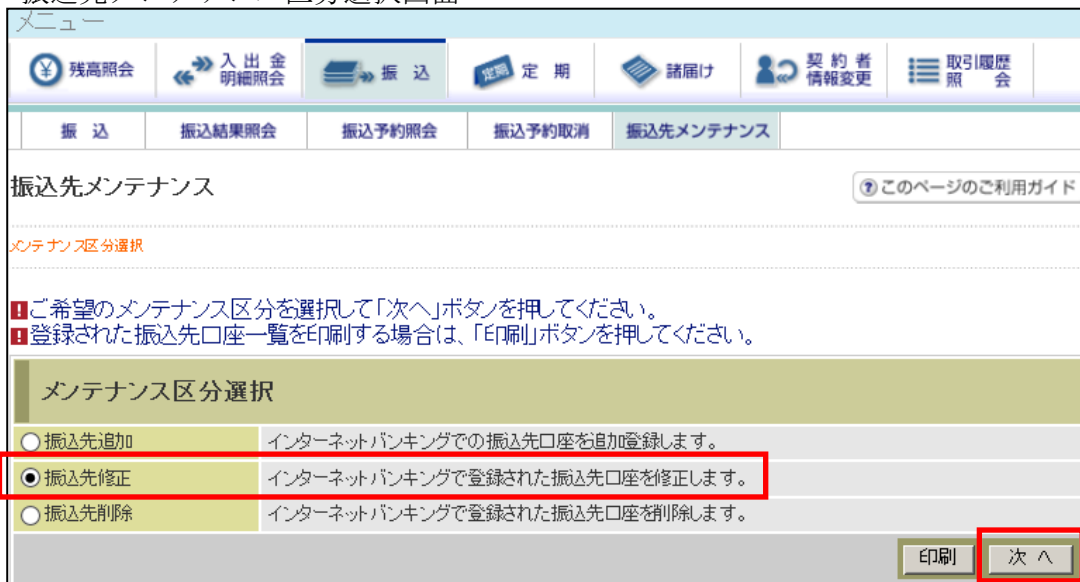 メニュー
残高照会 入出金明細照会 振込 定期 諸届け 契約者情報変更 取引履歴照会
振込 振込結果照会 振込予約照会 振込予約取消 振込先メンテナンス
振込先メンテナンス ?このページのご利用ガイド
メンテナンス区分選択
!ご希望のメンテナンス区分を選択して「次へ」ボタンを押してください。
!登録された振込先口座一覧を印刷する場合は、「印刷」ボタンを押してください。
メンテナンス区分選択
振込先追加 インターネットバンキングでの振込先口座を追加登録します。
振込先修正 インターネットバンキングで登録された振込先口座を修正します。
振込先削除 インターネットバンキングで登録された振込先口座を削除します。
印刷 次へ